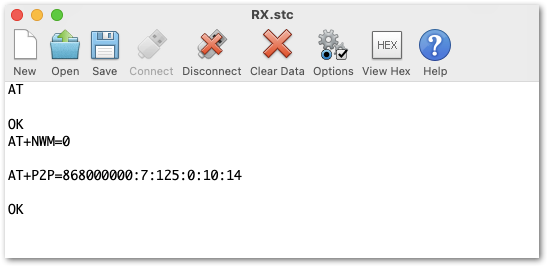 RX.stc
New Open Save Connect Disconnect Clear Data Options View Hex Help
HEX
AT
OK
AT+NWM=0
AT+P2P=868000000:7:125:0:10:14
OK